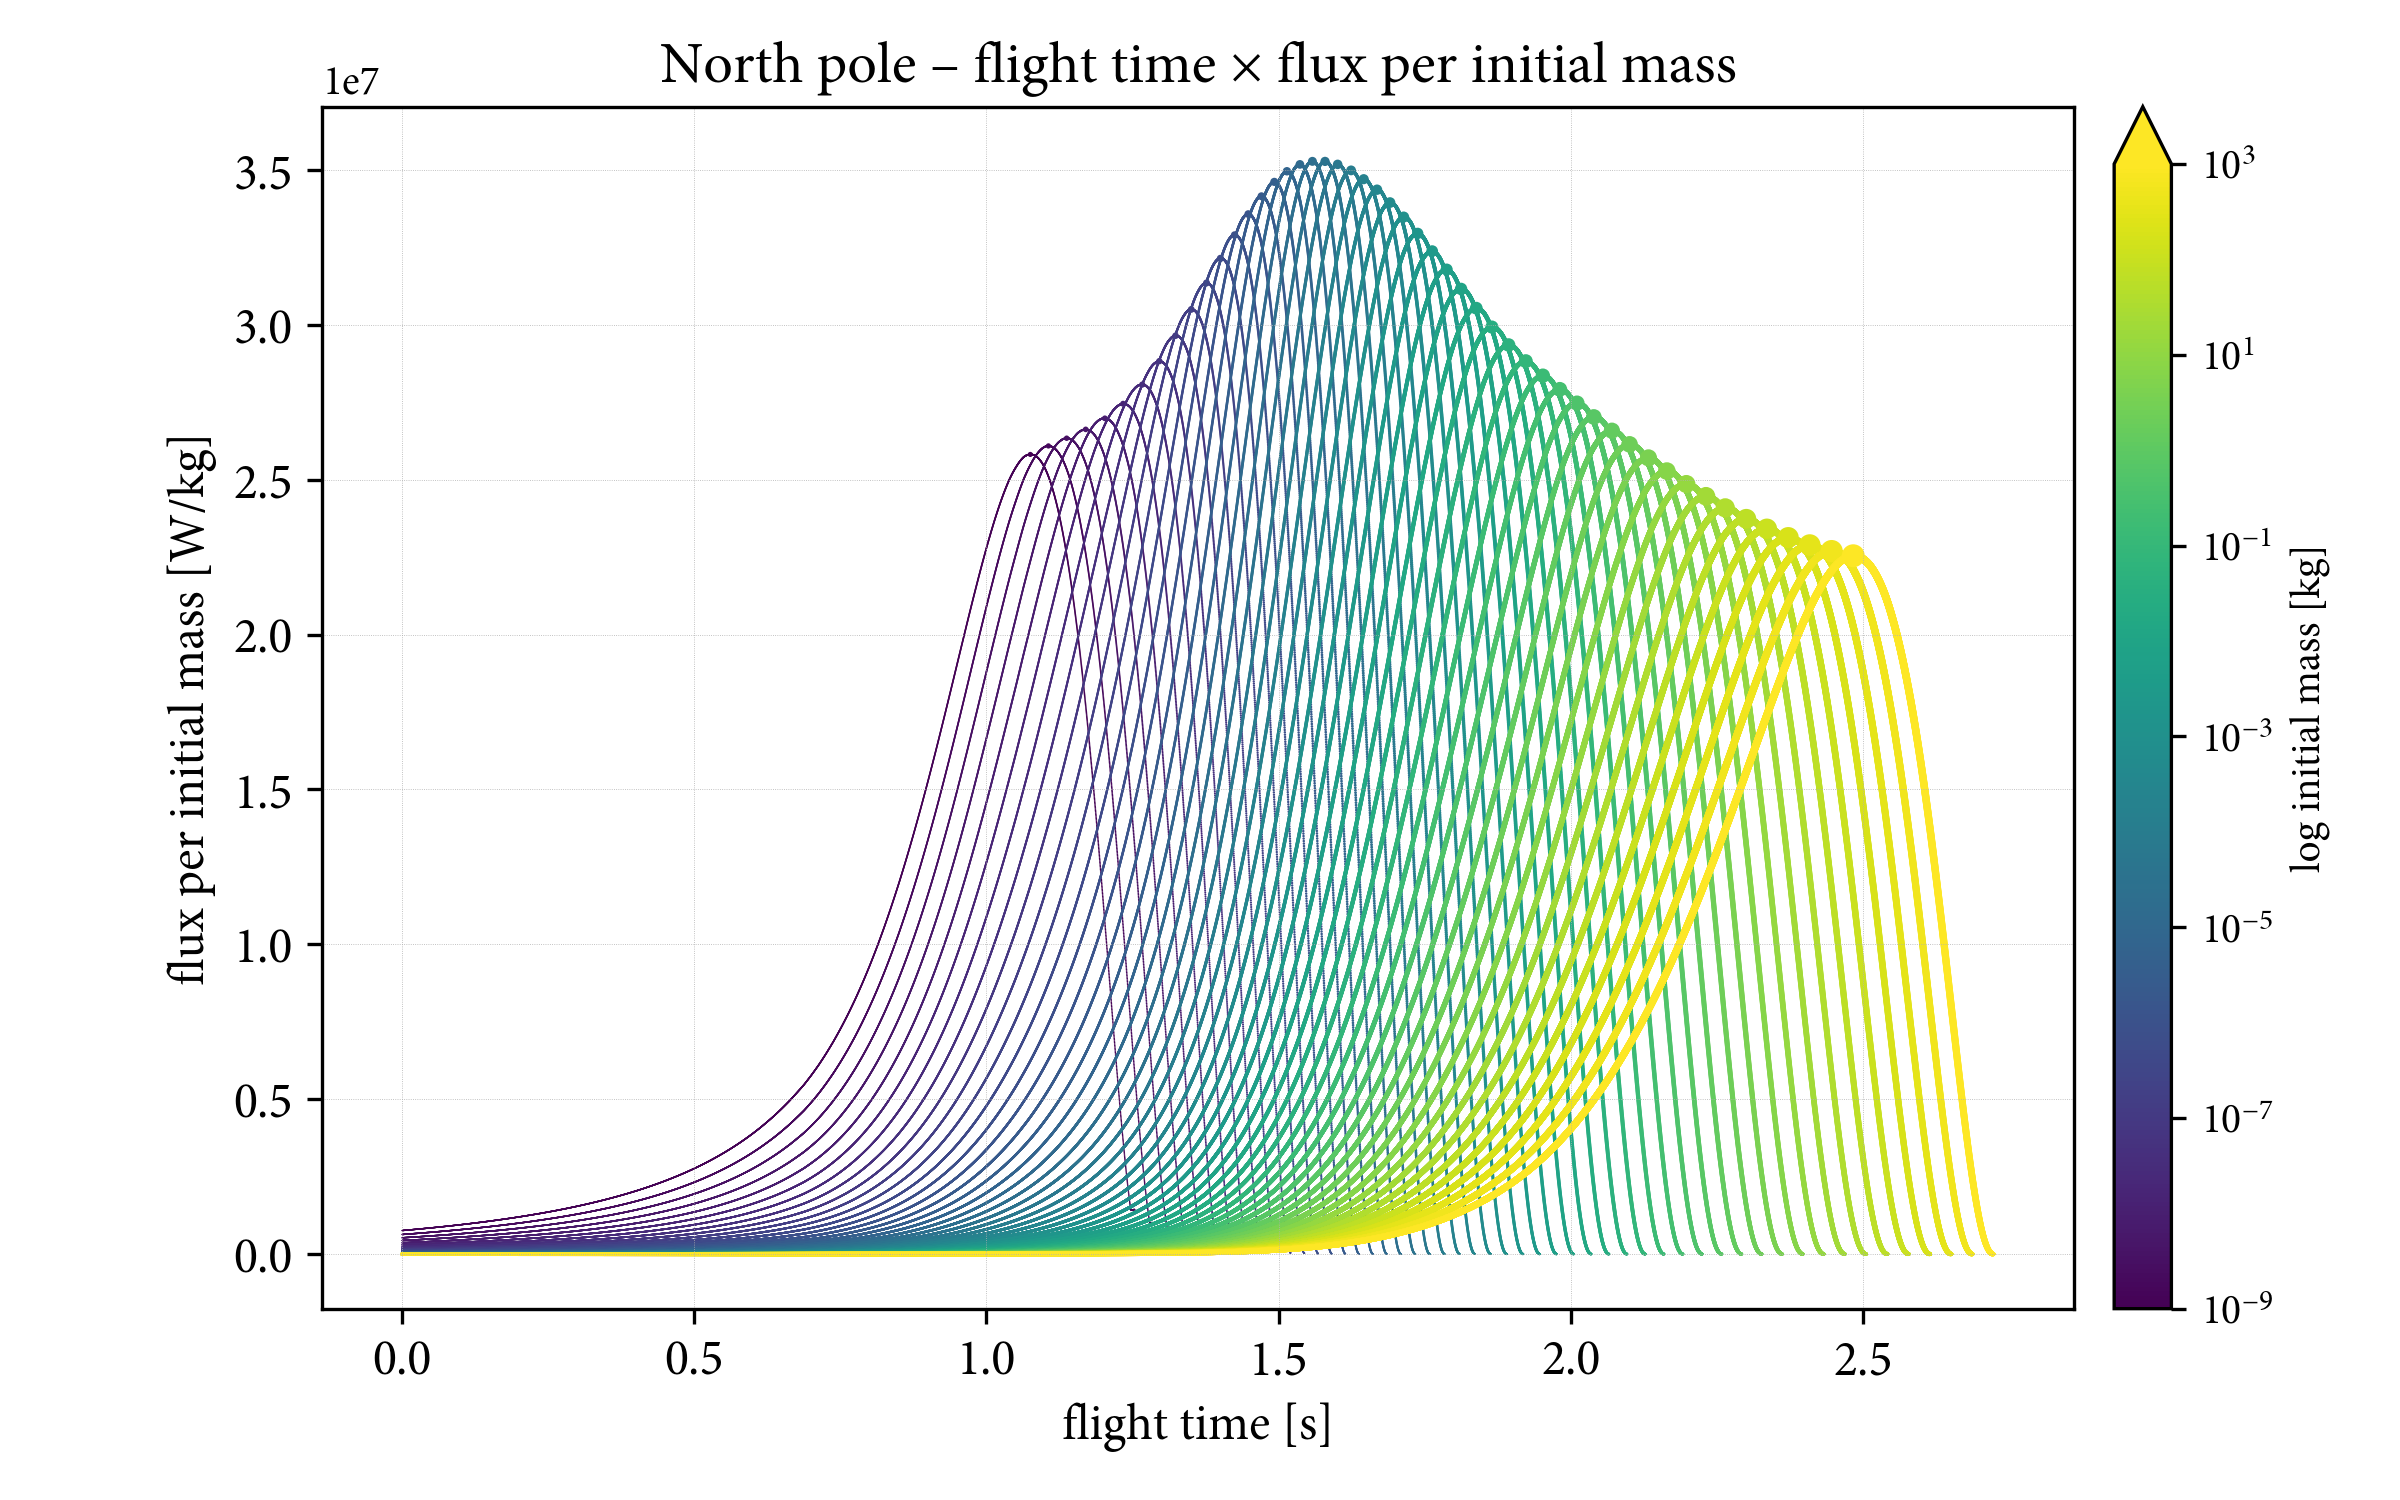 North pole – flight time × flux per initial mass
1e7
3.5
3.0
2.5
2.0
1.5
1.0
0.5
0.0
flux per initial mass [W/kg]
0.0 0.5 1.0 1.5 2.0 2.5
flight time [s]
10³
10¹
10⁻¹
10⁻³
10⁻⁵
10⁻⁷
10⁻⁹
log initial mass [kg]